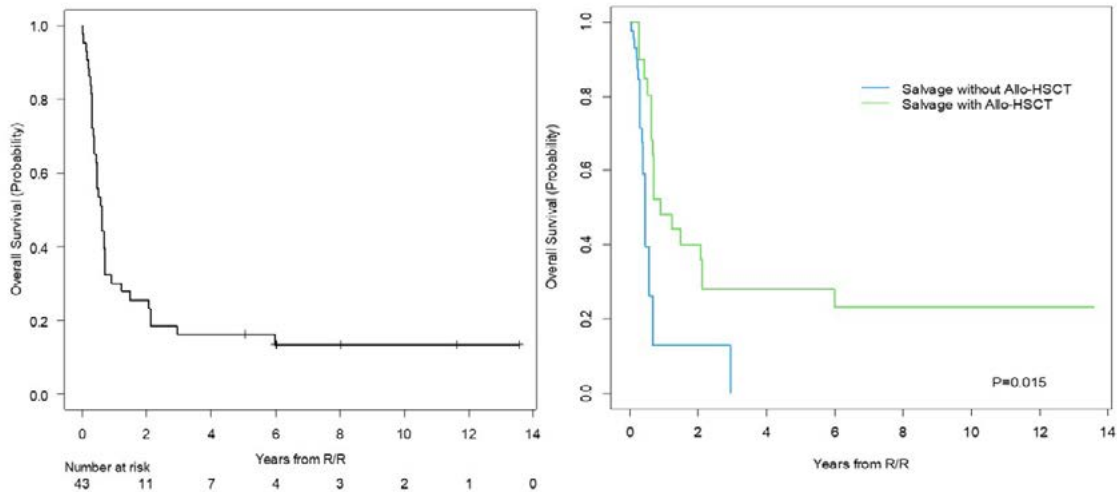 Overall Survival (Probability)
1.0
0.8
0.6
0.4
0.2
0.0
0 2 4 6 8 10 12 14
Years from R/R
Number at risk
43 11 7 4 3 2 1 0
Overall Survival (Probability)
1.0
0.8
0.6
0.4
0.2
0.0
Salvage without Allo-HSCT
Salvage with Allo-HSCT
P=0.015
0 2 4 6 8 10 12 14
Years from R/R